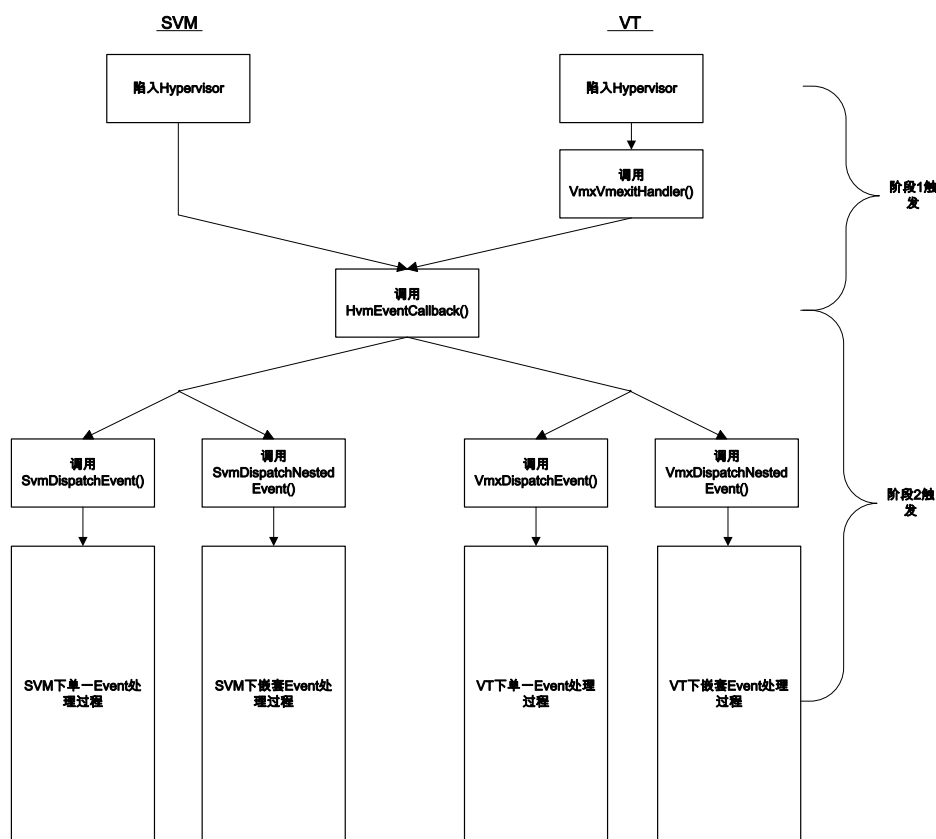 SVM
VT
陷入Hypervisor
陷入Hypervisor
调用
VmxVmexitHandler()
阶段1触
发
调用
HvmEventCallback()
调用
SvmDispatchEvent()
调用
SvmDispatchNested
Event()
调用
VmxDispatchEvent()
调用
VmxDispatchNested
Event()
阶段2触
发
SVM下单一Event处
理过程
SVM下嵌套Event处
理过程
VT下单一Event处理
过程
VT下嵌套Event处理
过程